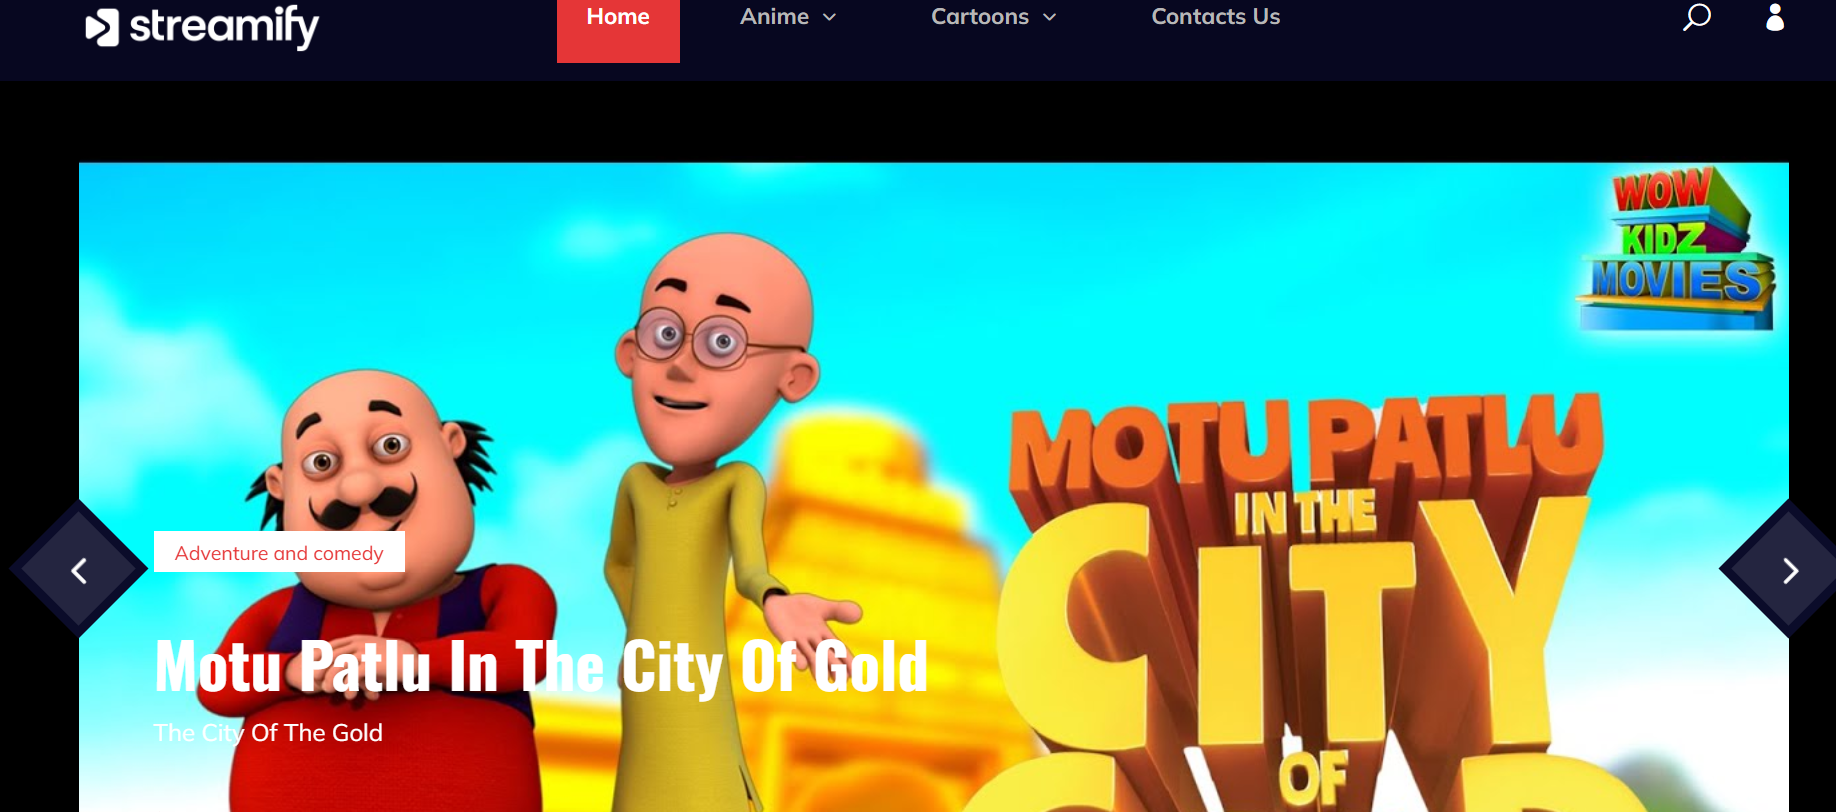 streamify
Home
Anime
Cartoons
Contacts Us
WOW
KIDZ
MOVIES
MOTU PATLU
IN THE
CITY
OF
Adventure and comedy
Motu Patlu In The City Of Gold
The City Of The Gold